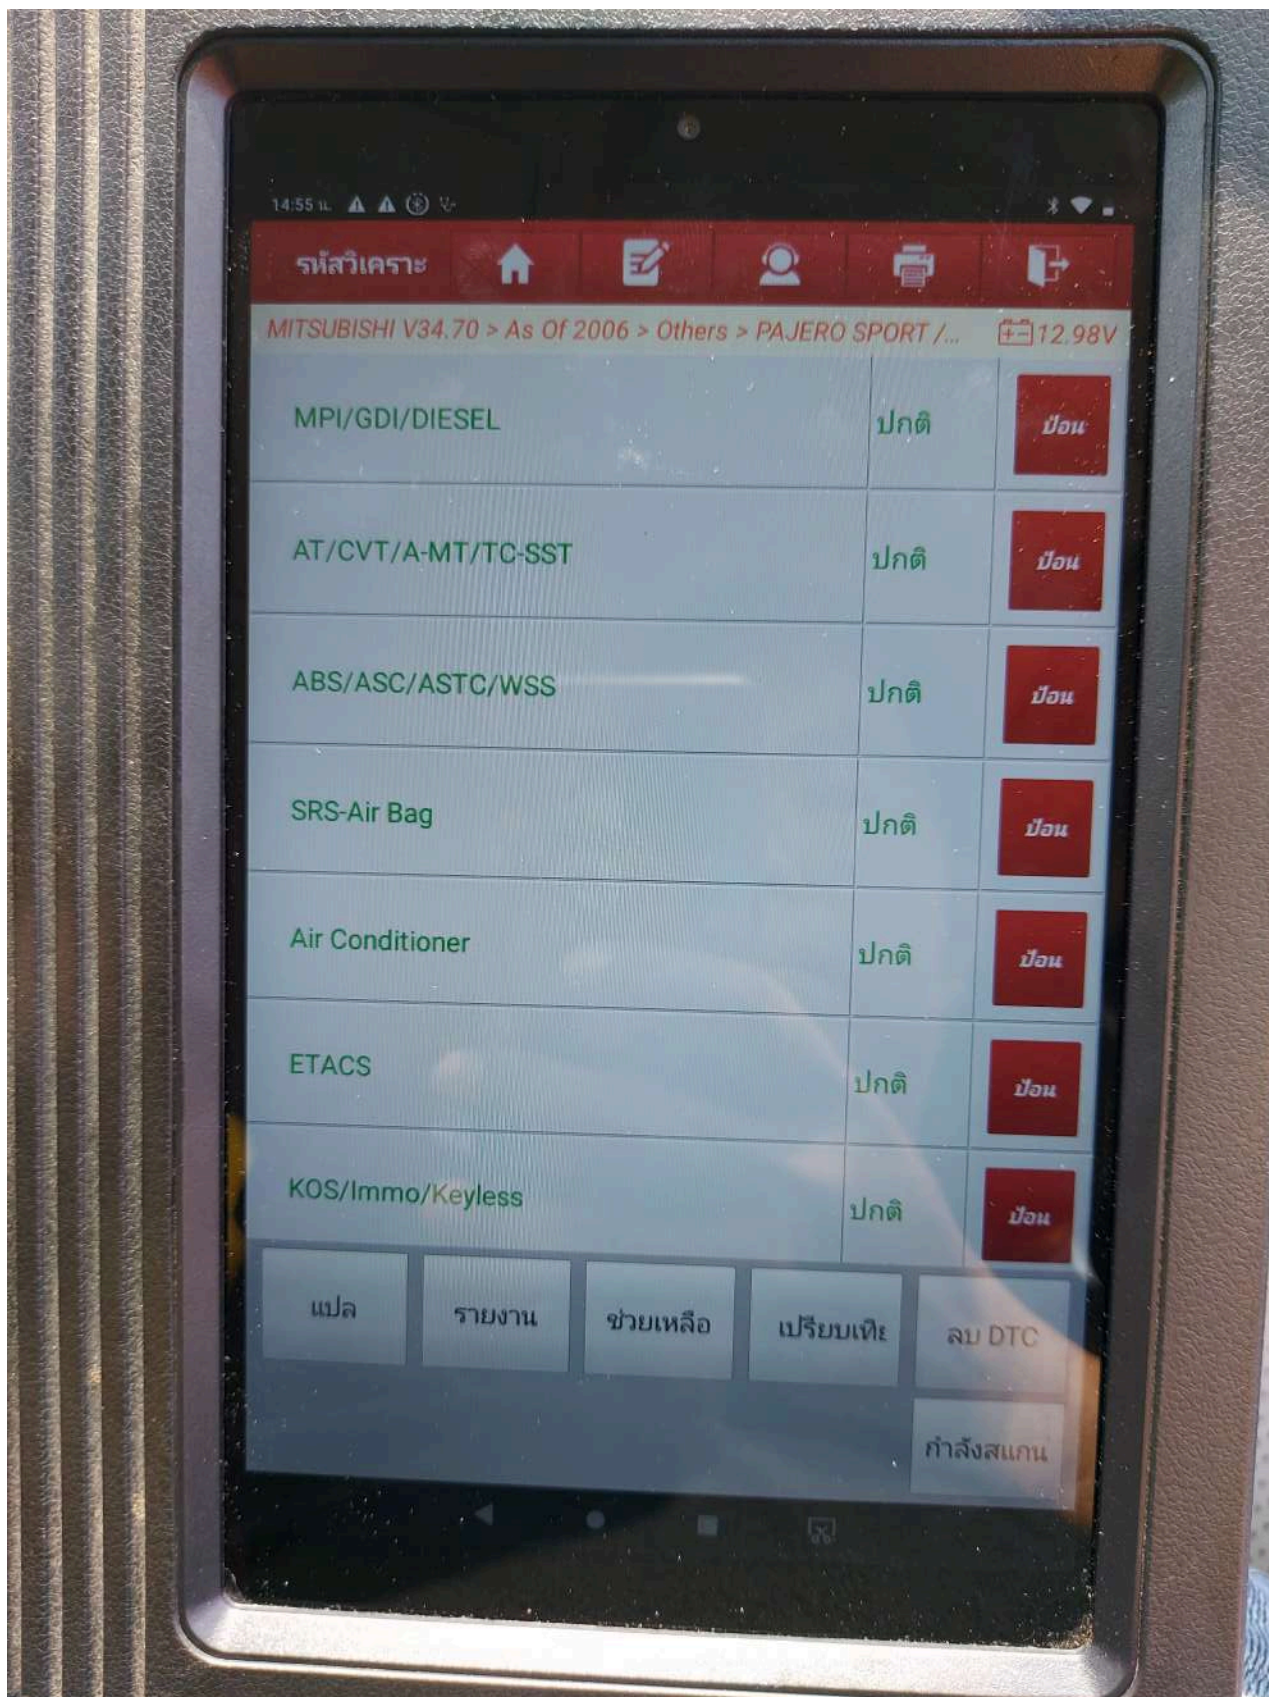 14:55 น.
รหัสวิเคราะ
MITSUBISHI V34.70 > As Of 2006 > Others > PAJERO SPORT /... 12.98V
MPI/GDI/DIESEL ปกติ ป้อน
AT/CVT/A-MT/TC-SST ปกติ ป้อน
ABS/ASC/ASTC/WSS ปกติ ป้อน
SRS-Air Bag ปกติ ป้อน
Air Conditioner ปกติ ป้อน
ETACS ปกติ ป้อน
KOS/Immo/Keyless ปกติ ป้อน
แปล รายงาน ช่วยเหลือ เปรียบเทีย ลบ DTC
กำลังสแกน